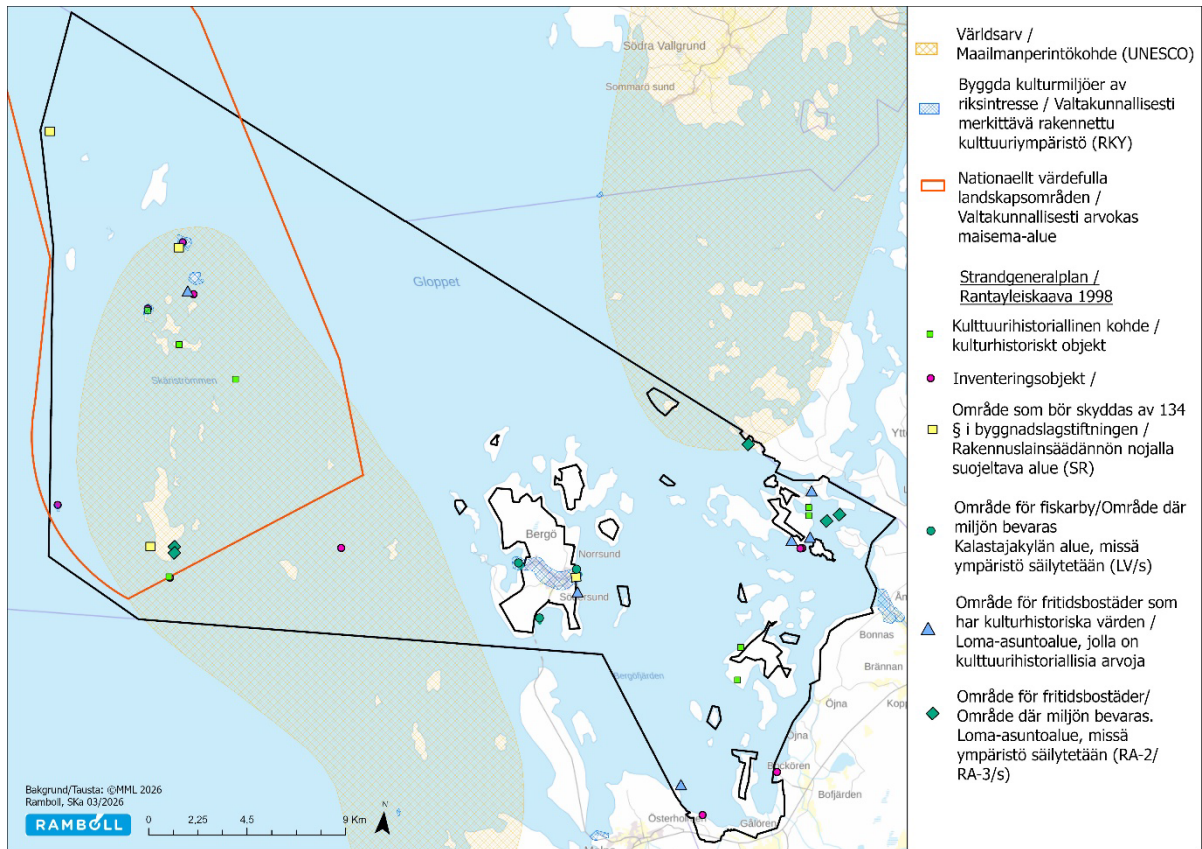 Södra Vallgrund
Sommarö sund
Gloppet
Skänströmmen
Bergö
Norrsund
Bergöfjärden
Bonnas
Brännan
Öjna
Öjna
Bofjärden
Gålören
Bakgrund/Tausta: ©MML 2026
Ramboll, SKa 03/2026
RAMBOLL
0 2,25 4,5 9 Km
N
Världsarv /
Maailmanperintökohde (UNESCO)
Byggda kulturmiljöer av
riksintresse / Valtakunnallisesti
merkittävä rakennettu
kulttuuriympäristö (RKY)
Nationaellt värdefulla
landskapsområden /
Valtakunnallisesti arvokas
maisema-alue
Strandgeneralplan /
Rantayleiskaava 1998
Kulttuurihistoriallinen kohde /
kulturhistoriskt objekt
Inventeringsobjekt /
Område som bör skyddas av 134
§ i byggnadslagstiftningen /
Rakennuslainsäädännön nojalla
suojeltava alue (SR)
Område för fiskarby/Område där
miljön bevaras
Kalastajakylän alue, missä
ympäristö säilytetään (LV/s)
Område för fritidsbostäder som
har kulturhistoriska värden /
Loma-asuntoalue, jolla on
kulttuurihistoriallisia arvoja
Område för fritidsbostäder/
Område där miljön bevaras.
Loma-asuntoalue, missä
ympäristö säilytetään (RA-2/
RA-3/s)